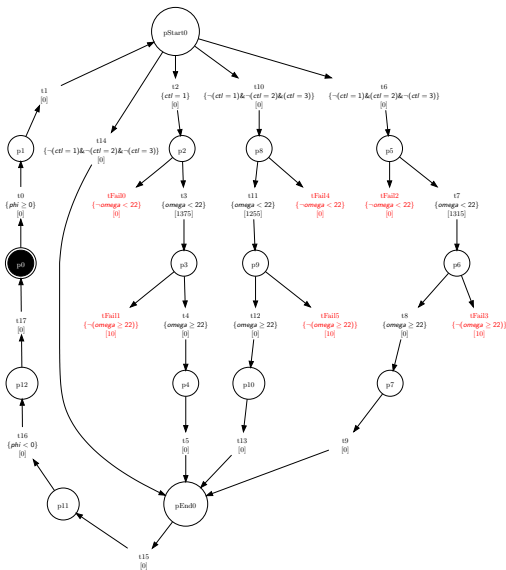 pStart0
t1
[0]
t2
{ctl = 1}
[0]
t10
{¬(ctl = 1)&¬(ctl = 2)&(ctl = 3)}
[0]
t6
{¬(ctl = 1)&(ctl = 2)&¬(ctl = 3)}
[0]
t14
{¬(ctl = 1)&¬(ctl = 2)&¬(ctl = 3)}
[0]
p1
p2
p8
p5
t0
{phi ≥ 0}
[0]
tFail0
{¬omega < 22}
[0]
t3
{omega < 22}
[1375]
t11
{omega < 22}
[1255]
tFail4
{¬omega < 22}
[0]
tFail2
{¬omega < 22}
[0]
t7
{omega < 22}
[1315]
p0
p3
p9
p6
t17
[0]
tFail1
{¬(omega ≥ 22)}
[10]
t4
{omega ≥ 22}
[0]
t12
{omega ≥ 22}
[0]
tFail5
{¬(omega ≥ 22)}
[10]
t8
{omega ≥ 22}
[0]
tFail3
{¬(omega ≥ 22)}
[10]
p12
p4
p10
p7
t16
{phi < 0}
[0]
t5
[0]
t13
[0]
t9
[0]
p11
pEnd0
t15
[0]